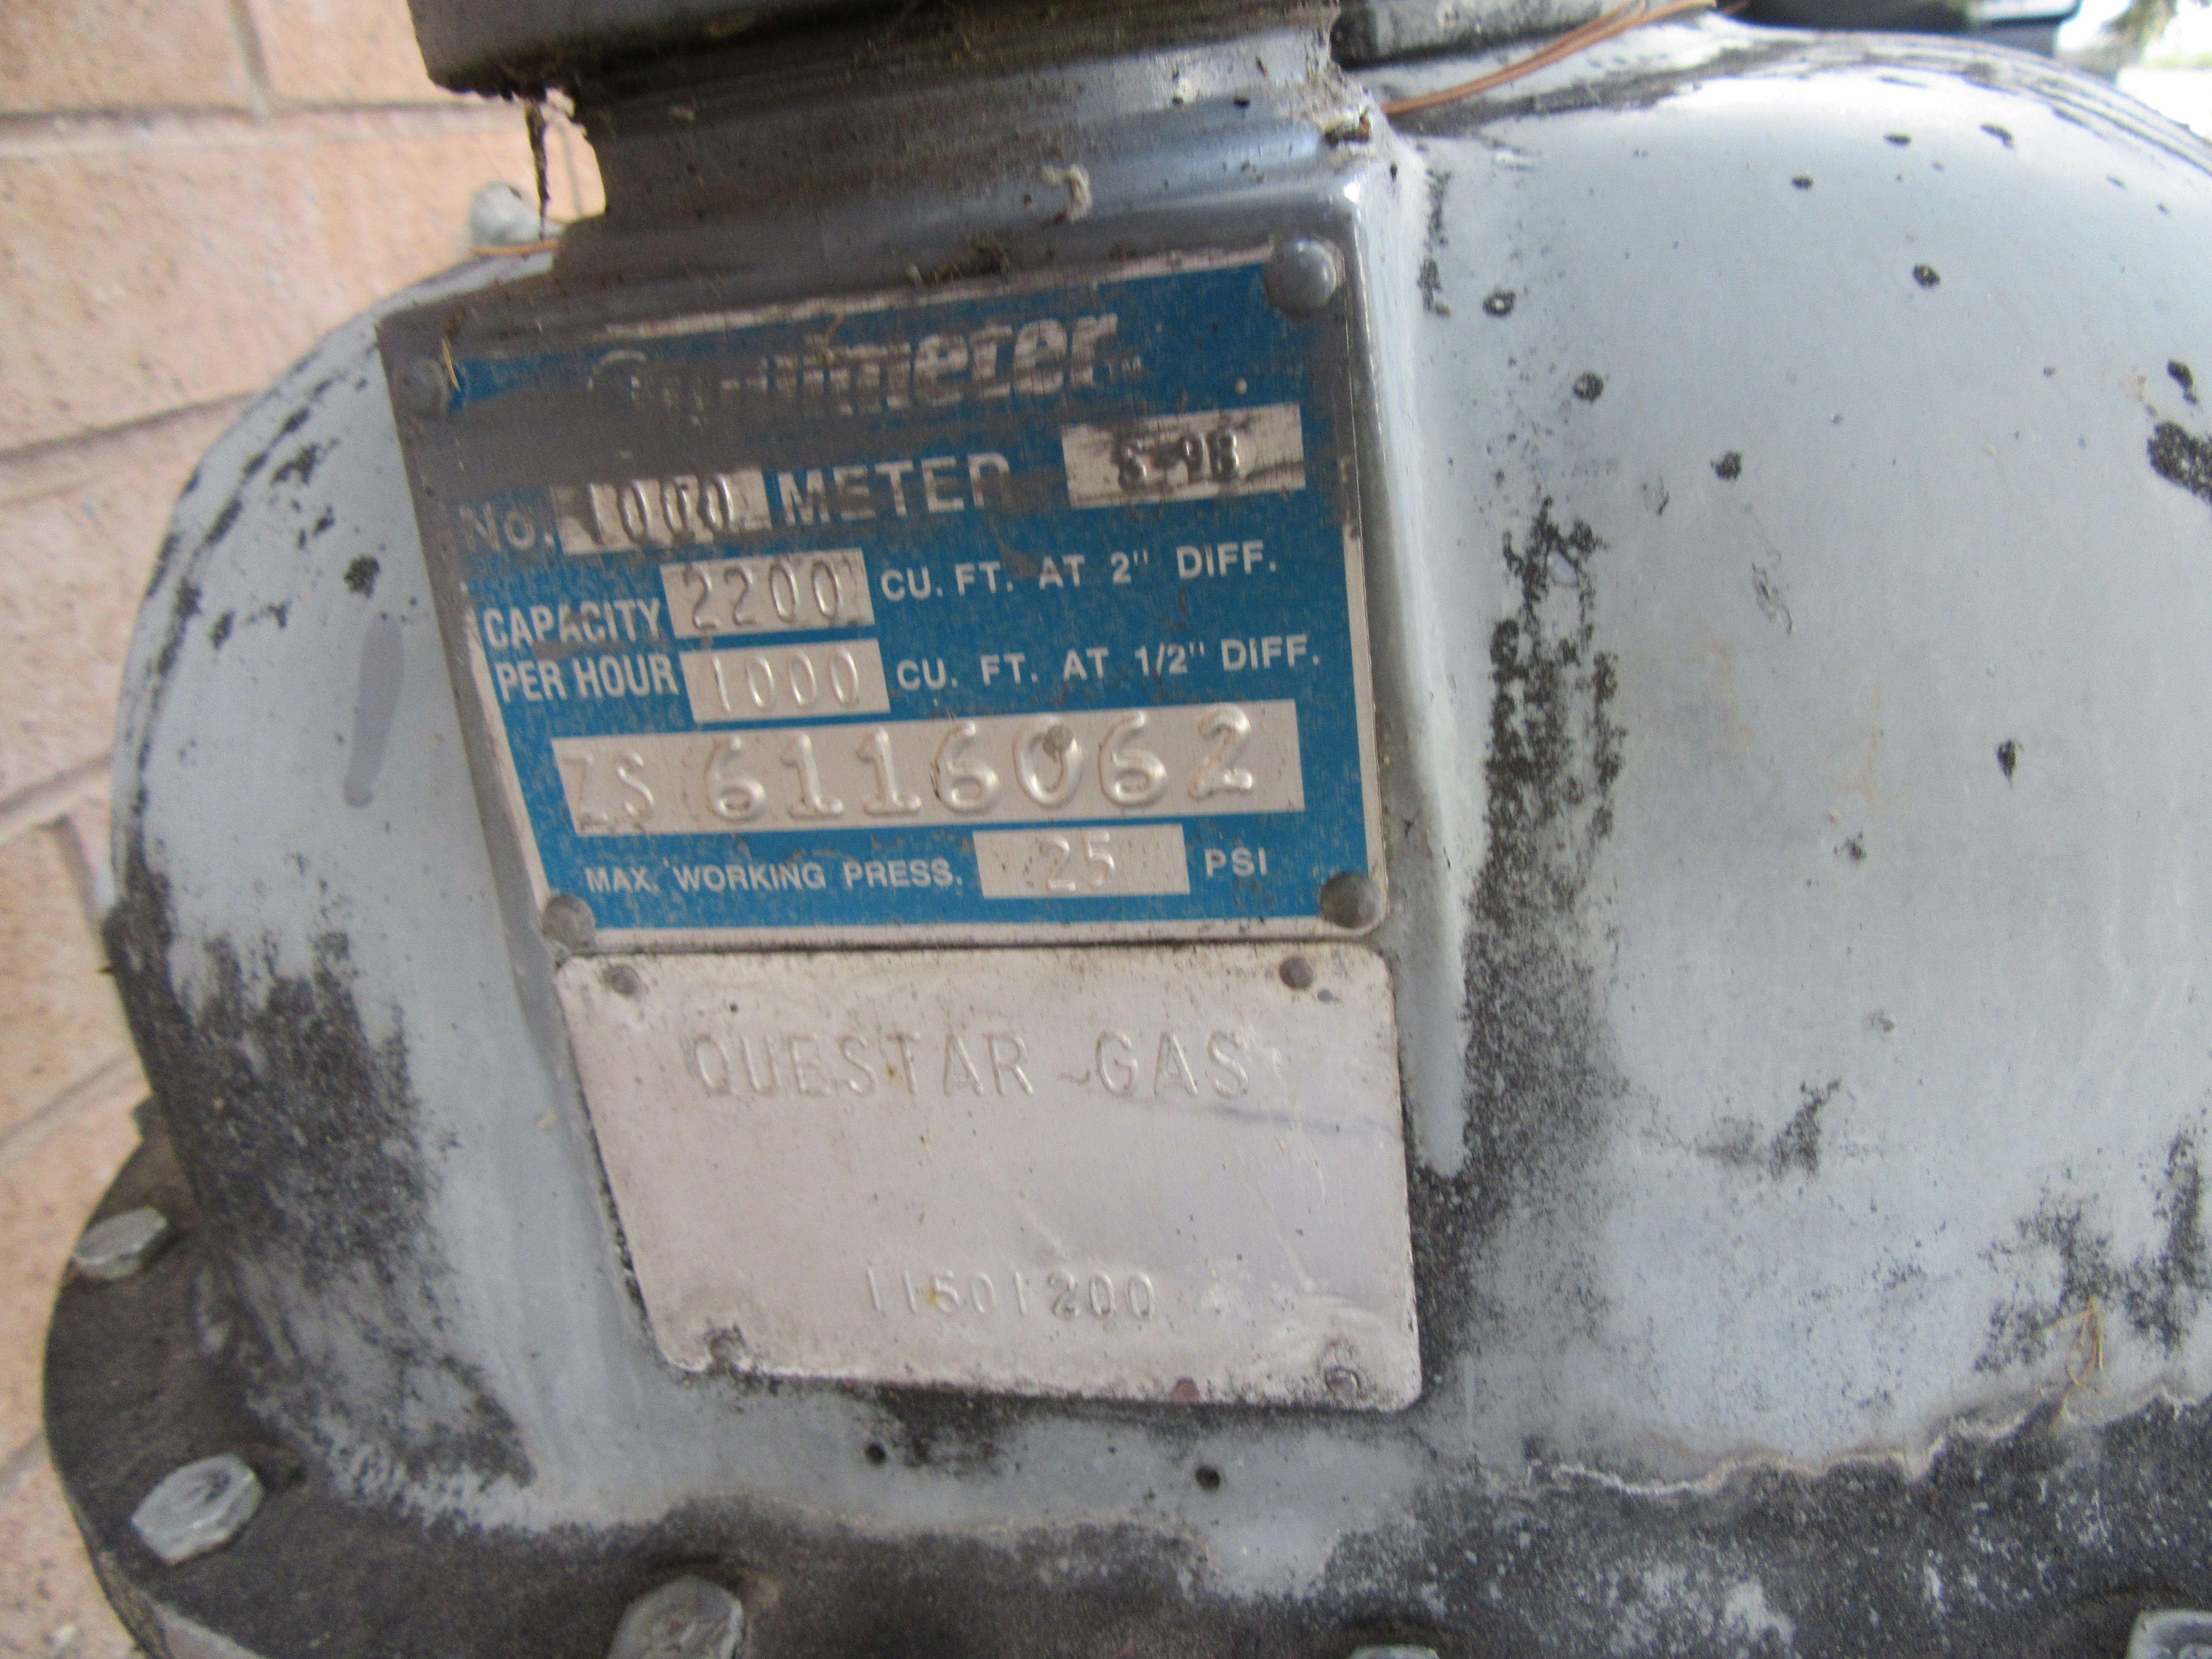 No. 1000 METER 8-98
CAPACITY PER HOUR
2200 CU. FT. AT 2" DIFF.
1000 CU. FT. AT 1/2" DIFF.
ZS 6116062
MAX. WORKING PRESS. 25 PSI
QUESTAR GAS
11501200